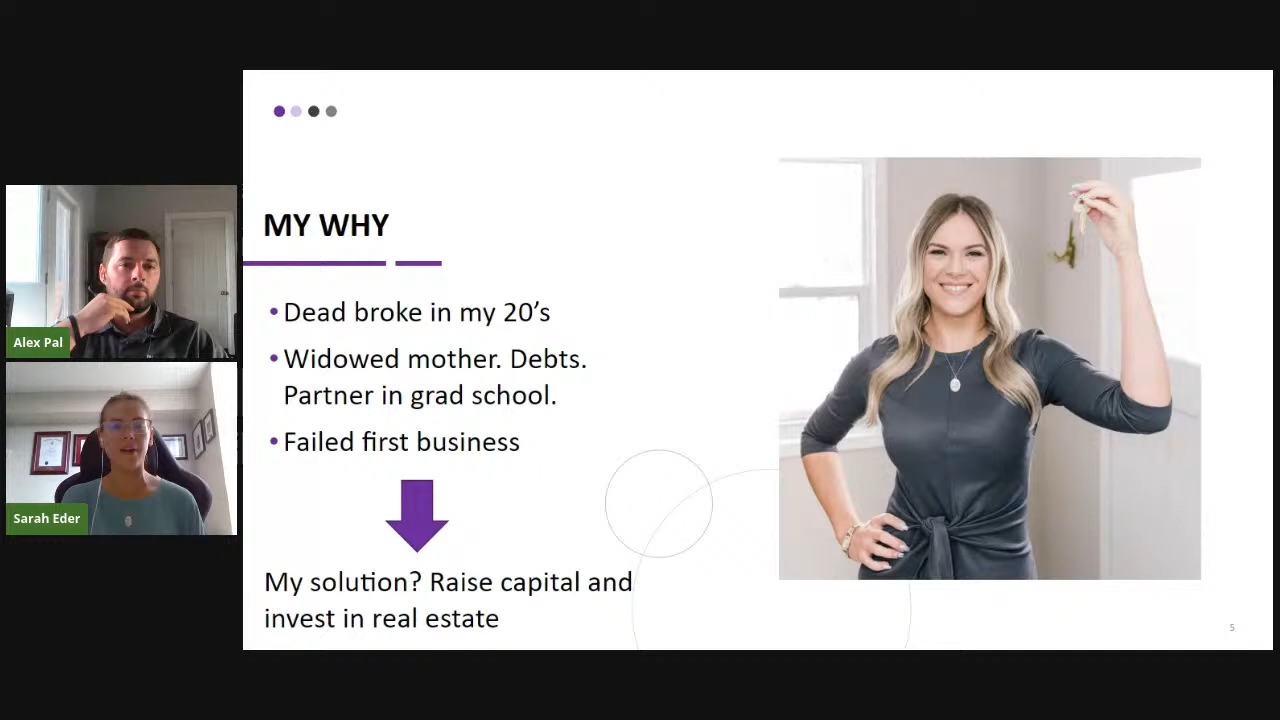 MY WHY
•Dead broke in my 20’s
•Widowed mother. Debts.
Partner in grad school.
•Failed first business
My solution? Raise capital and
invest in real estate
5
Alex Pal
Sarah Eder